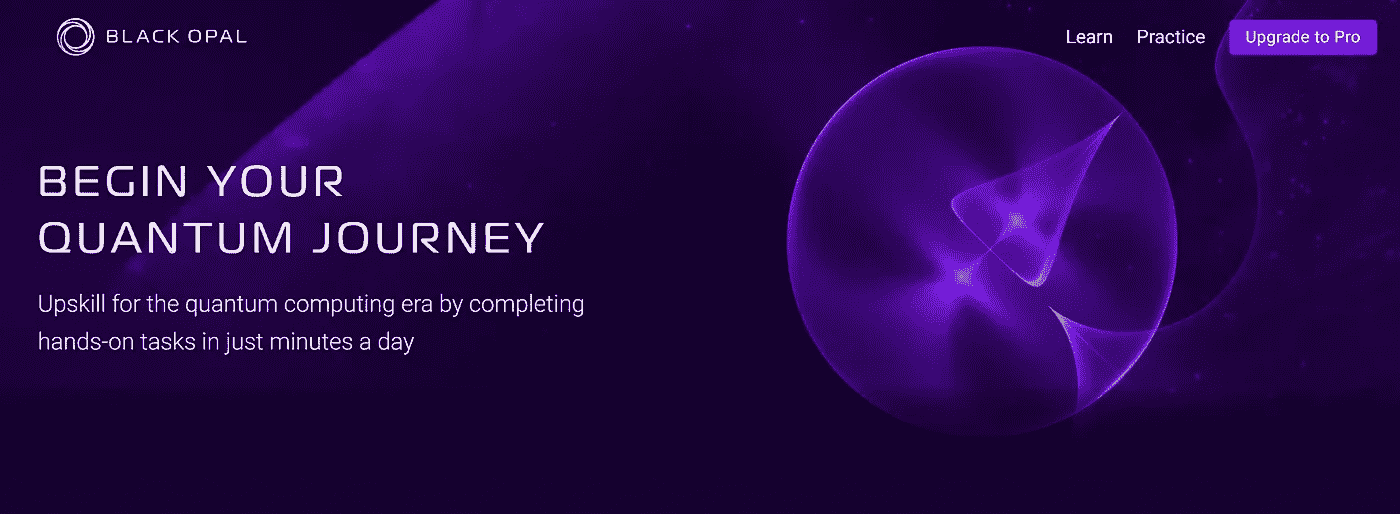 BLACK OPAL
Learn Practice Upgrade to Pro
BEGIN YOUR
QUANTUM JOURNEY
Upskill for the quantum computing era by completing
hands-on tasks in just minutes a day